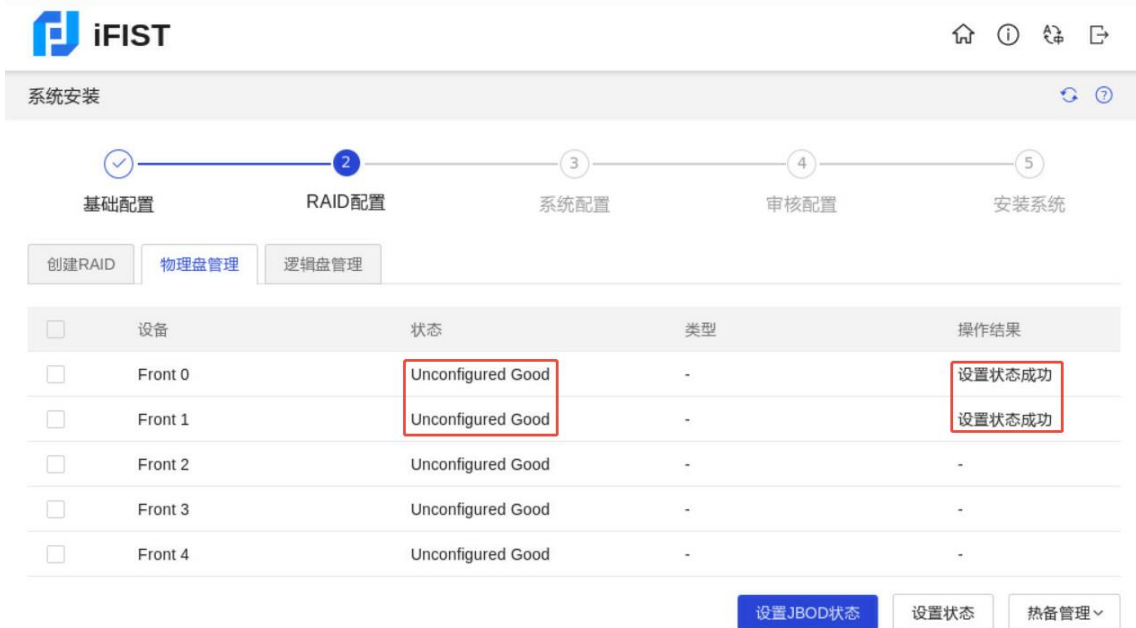 iFIST
系统安装
2 3 4 5
基础配置 RAID配置 系统配置 审核配置 安装系统
创建RAID 物理盘管理 逻辑盘管理
设备 状态 类型 操作结果
Front 0 Unconfigured Good - 设置状态成功
Front 1 Unconfigured Good - 设置状态成功
Front 2 Unconfigured Good - -
Front 3 Unconfigured Good - -
Front 4 Unconfigured Good - -
设置JBOD状态 设置状态 热备管理